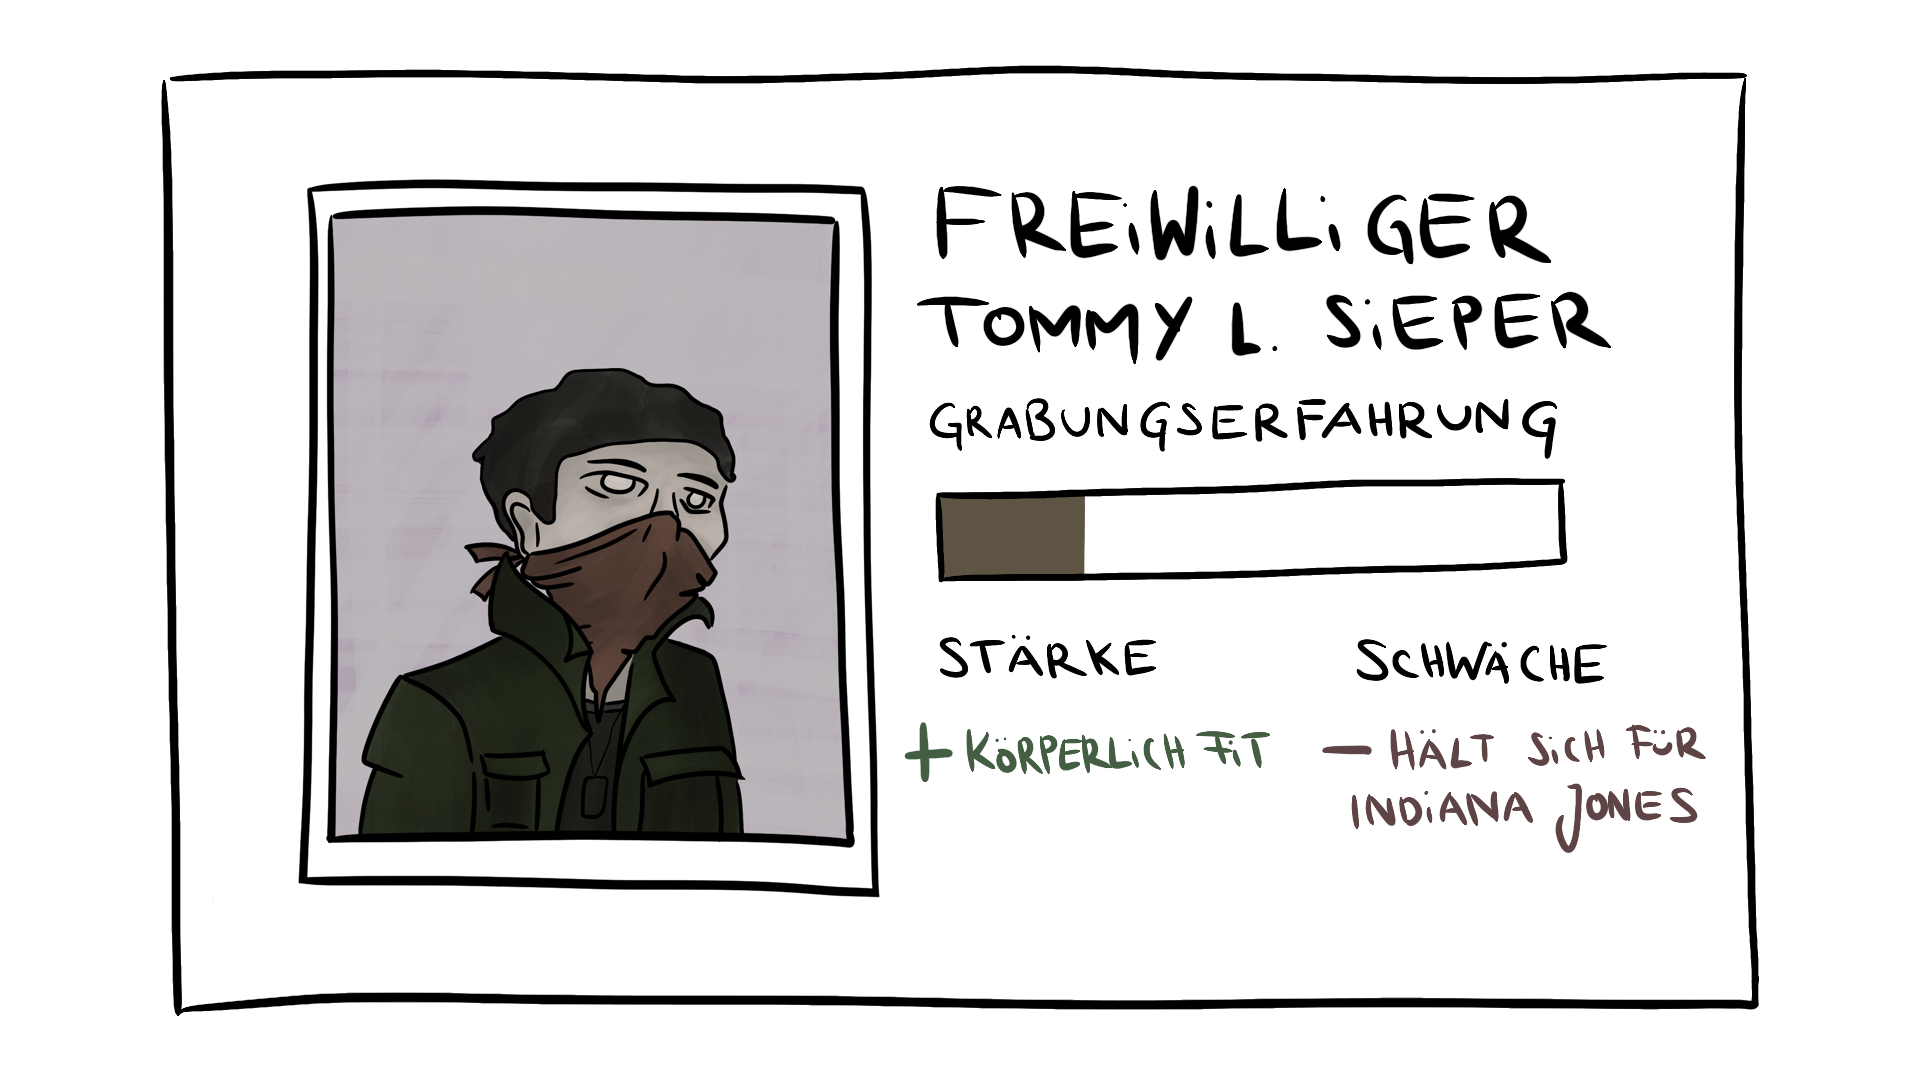 FREIWILLIGER
TOMMY L. SIEPER
GRABUNGSERFAHRUNG
STÄRKE
SCHWÄCHE
+ KÖRPERLICH FIT
— HÄLT SICH FÜR
INDIANA JONES